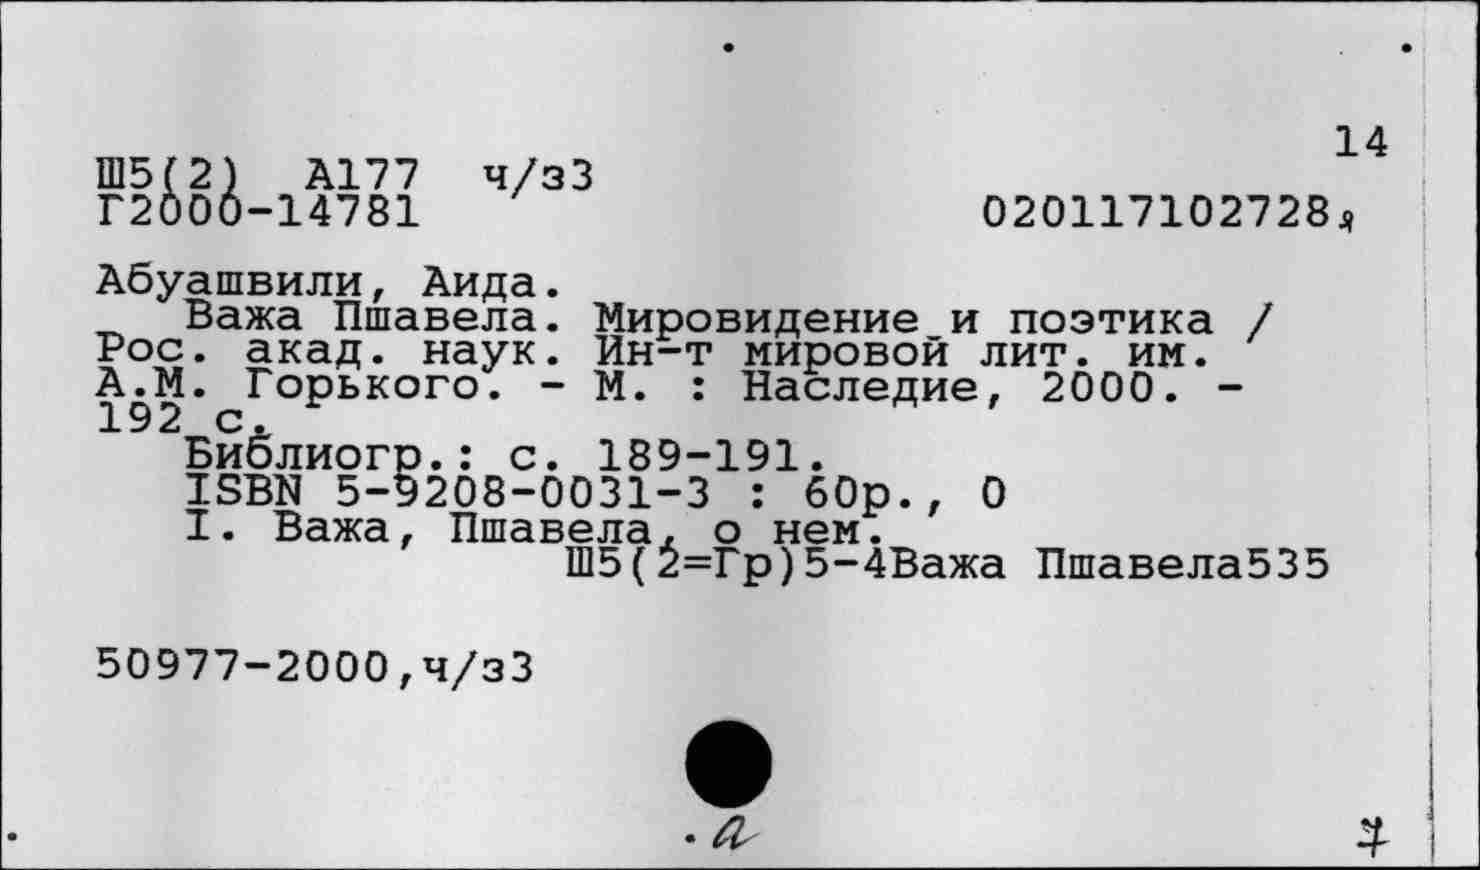 14
Ш5(2) А177 ч/з3
Г2000-14781 020117102728
Абуашвили, Аида.
Важа Пшавела. Мировидение и поэтика /
Рос. акад. наук. Ин-т мировой лит. им.
А.М. Горького. - М. : Наследие, 2000. -
192 с.
Библиогр.: с. 189-191.
ISBN 5-9208-0031-3 : 60р., 0
I. Важа, Пшавела, о нем.
Ш5(2=Гр)5-4Важа Пшавела535
50977-2000,ч/з3
а